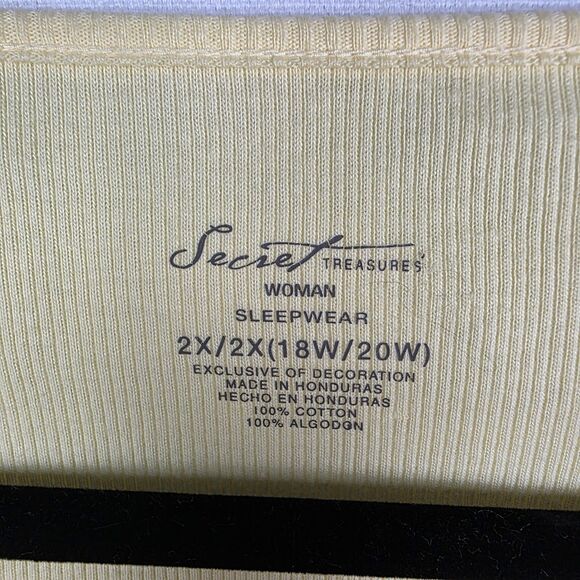 Secret TREASURES
WOMAN
SLEEPWEAR
2X/2X(18W/20W)
EXCLUSIVE OF DECORATION
MADE IN HONDURAS
HECHO EN HONDURAS
100% COTTON
100% ALGODON